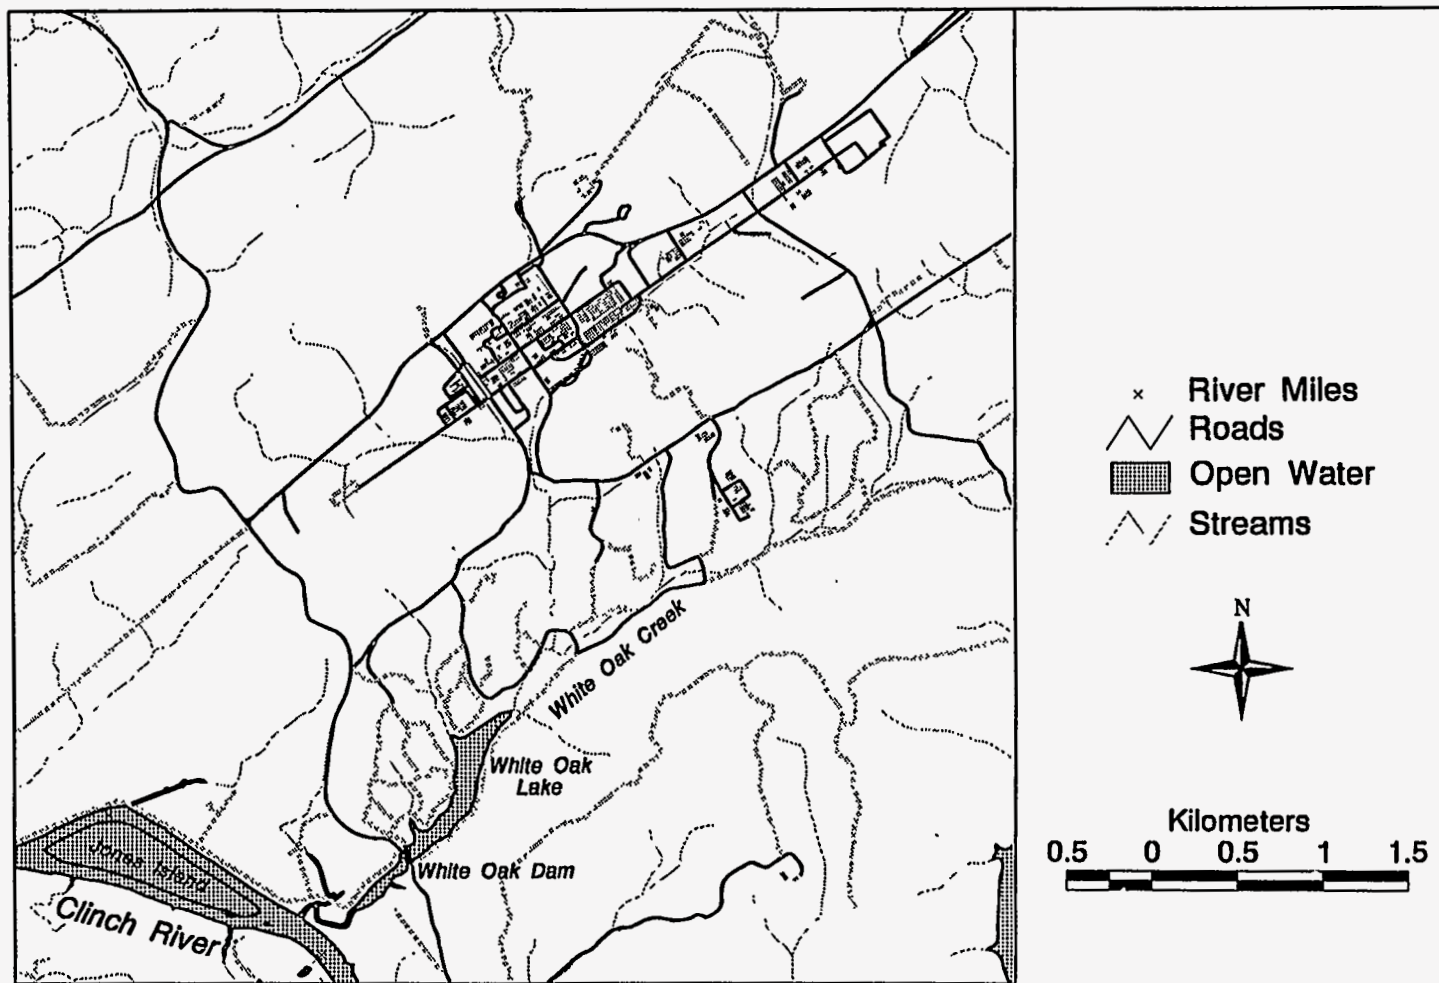 White Oak Creek
White Oak
Lake
White Oak Dam
Jones Island
Clinch River
River Miles
Roads
Open Water
Streams
N
Kilometers
0.5 0 0.5 1 1.5